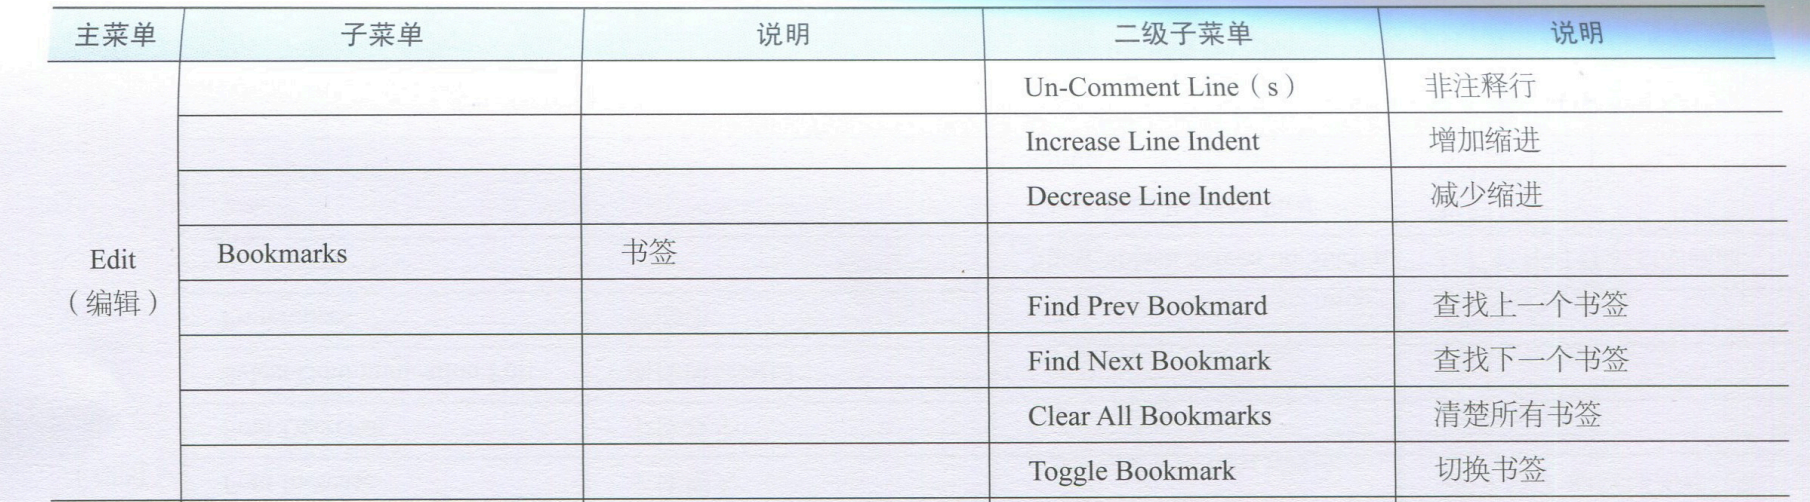 主菜单 子菜单 说明 二级子菜单 说明
Un-Comment Line（s） 非注释行
Increase Line Indent 增加缩进
Decrease Line Indent 减少缩进
Edit
（编辑）
Bookmarks 书签
Find Prev Bookmard 查找上一个书签
Find Next Bookmark 查找下一个书签
Clear All Bookmarks 清楚所有书签
Toggle Bookmark 切换书签